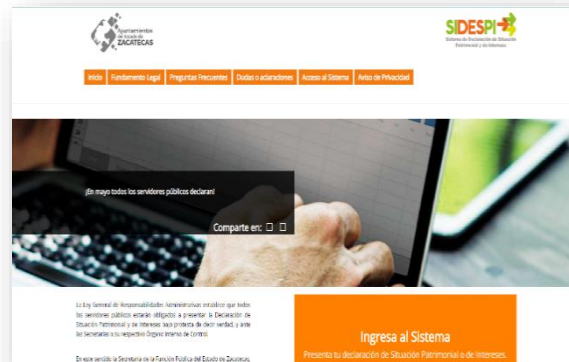 Ayuntamientos
del Estado de
ZACATECAS
SIDESPI
Sistema de Declaración de Situación
Patrimonial y de Intereses
Inicio Fundamento Legal Preguntas Frecuentes Dudas o aclaraciones Acceso al Sistema Aviso de Privacidad
¡En mayo todos los servidores públicos declaran!
Comparte en:
La Ley General de Responsabilidades Administrativas establece que todos
los servidores públicos estarán obligados a presentar la Declaración de
Situación Patrimonial y de Intereses bajo protesta de decir verdad, y ante
las Secretarías o su respectivo Órgano Interno de Control.
En este sentido la Secretaría de la Función Pública del Estado de Zacatecas,
Ingresa al Sistema
Presenta tu declaración de Situación Patrimonial o de Intereses.